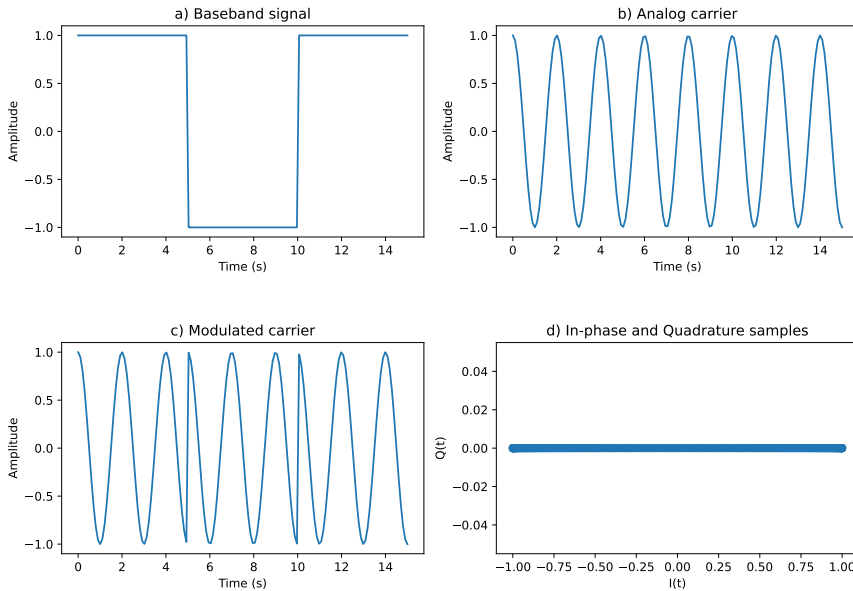 a) Baseband signal
1.0
0.5
0.0
−0.5
−1.0
Amplitude
0 2 4 6 8 10 12 14
Time (s)
b) Analog carrier
1.0
0.5
0.0
−0.5
−1.0
Amplitude
0 2 4 6 8 10 12 14
Time (s)
c) Modulated carrier
1.0
0.5
0.0
−0.5
−1.0
Amplitude
0 2 4 6 8 10 12 14
Time (s)
d) In-phase and Quadrature samples
0.04
0.02
0.00
−0.02
−0.04
Q(t)
−1.00 −0.75 −0.50 −0.25 0.00 0.25 0.50 0.75 1.00
I(t)